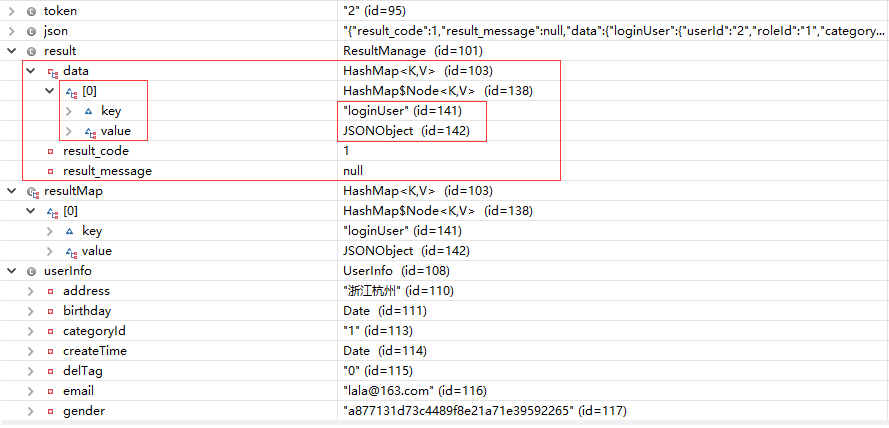 token "2" (id=95)
json "{"result_code":1,"result_message":null,"data":{"loginUser":{"userId":"2","roleId":"1","category...
result ResultManage (id=101)
data HashMap<K,V> (id=103)
[0] HashMap$Node<K,V> (id=138)
key "loginUser" (id=141)
value JSONObject (id=142)
result_code 1
result_message null
resultMap HashMap<K,V> (id=103)
[0] HashMap$Node<K,V> (id=138)
key "loginUser" (id=141)
value JSONObject (id=142)
userInfo UserInfo (id=108)
address "浙江杭州" (id=110)
birthday Date (id=111)
categoryId "1" (id=113)
createTime Date (id=114)
delTag "0" (id=115)
email "lala@163.com" (id=116)
gender "a877131d73c4489f8e21a71e39592265" (id=117)